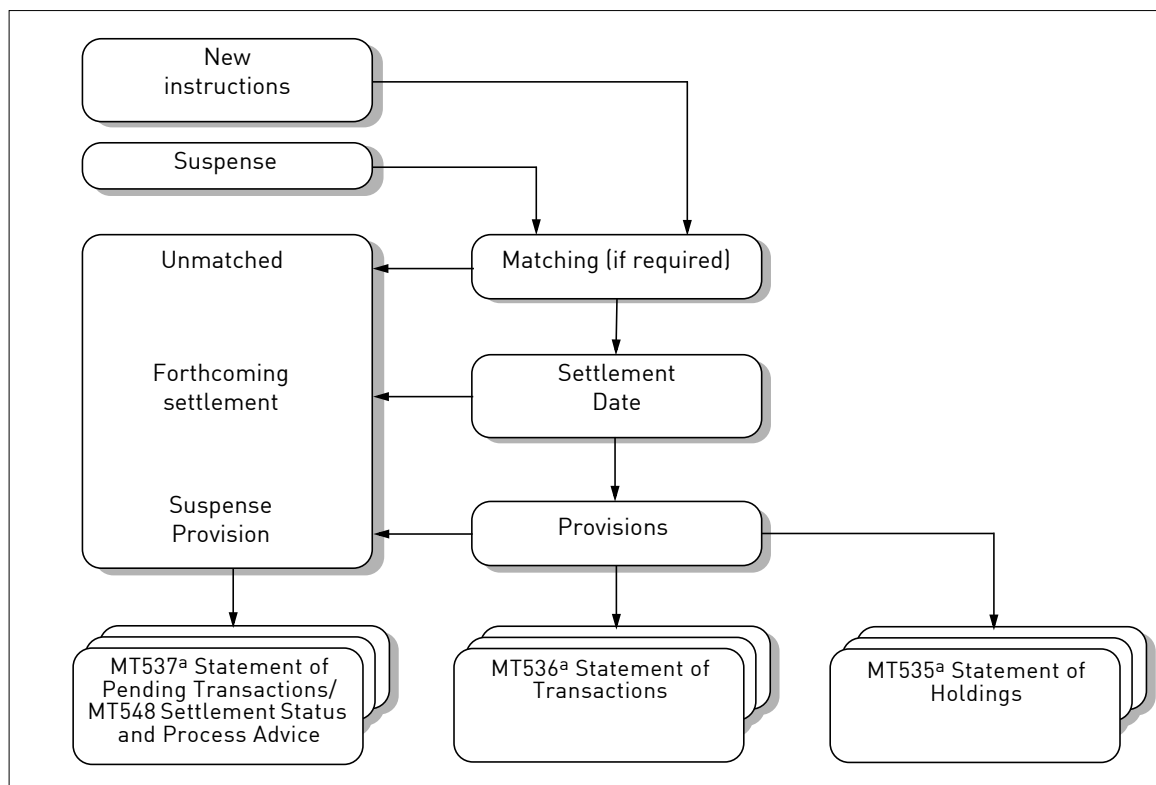 New
instructions
Suspense
Unmatched
Matching (if required)
Forthcoming
settlement
Settlement
Date
Suspense
Provision
Provisions
MT537ª Statement of
Pending Transactions/
MT548 Settlement Status
and Process Advice
MT536ª Statement of
Transactions
MT535ª Statement of
Holdings